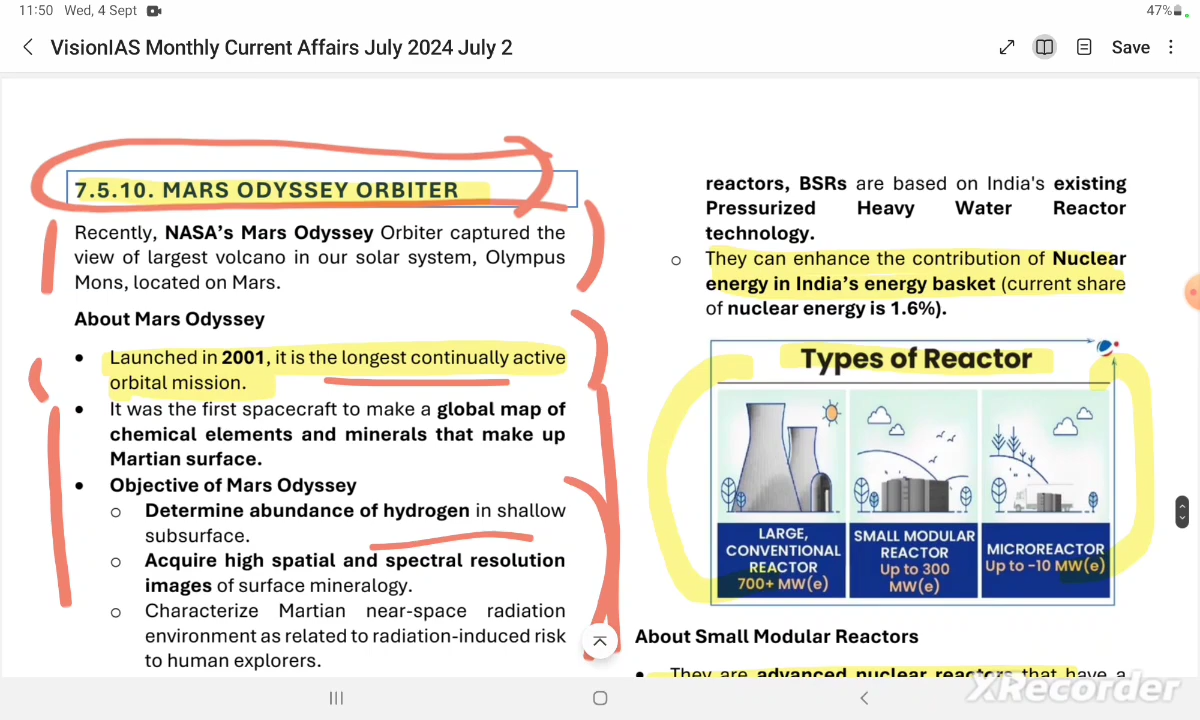 11:50 Wed, 4 Sept
47%
VisionIAS Monthly Current Affairs July 2024 July 2
Save
7.5.10. MARS ODYSSEY ORBITER
Recently, NASA's Mars Odyssey Orbiter captured the
view of largest volcano in our solar system, Olympus
Mons, located on Mars.
About Mars Odyssey
• Launched in 2001, it is the longest continually active
orbital mission.
• It was the first spacecraft to make a global map of
chemical elements and minerals that make up
Martian surface.
• Objective of Mars Odyssey
o Determine abundance of hydrogen in shallow
subsurface.
o Acquire high spatial and spectral resolution
images of surface mineralogy.
o Characterize Martian near-space radiation
environment as related to radiation-induced risk
to human explorers.
reactors, BSRs are based on India's existing
Pressurized Heavy Water Reactor
technology.
o They can enhance the contribution of Nuclear
energy in India's energy basket (current share
of nuclear energy is 1.6%).
Types of Reactor
LARGE,
CONVENTIONAL
REACTOR
700+ MW(e)
SMALL MODULAR
REACTOR
Up to 300
MW(e)
MICROREACTOR
Up to ~10 MW(e)
About Small Modular Reactors
• They are advanced nuclear reactors that have a
XRecorder